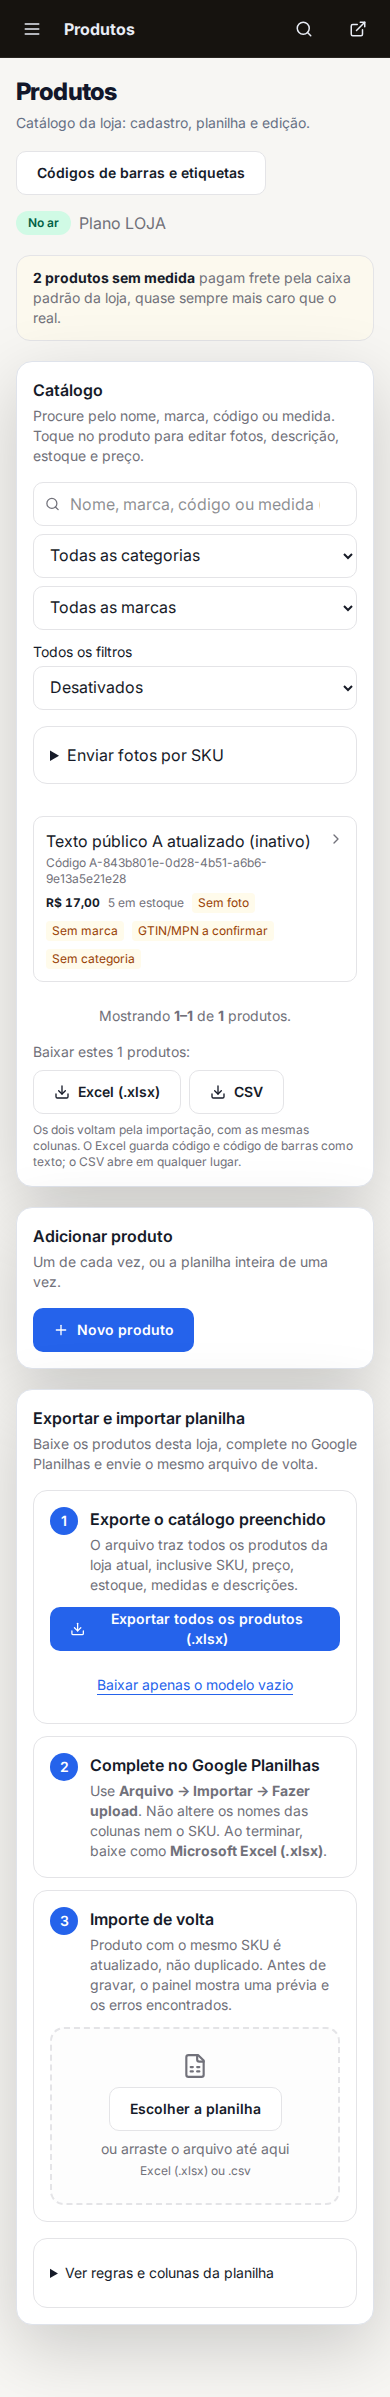 Produtos
Produtos
Catálogo da loja: cadastro, planilha e edição.
Códigos de barras e etiquetas
No ar Plano LOJA
2 produtos sem medida pagam frete pela caixa
padrão da loja, quase sempre mais caro que o
real.
Catálogo
Procure pelo nome, marca, código ou medida.
Toque no produto para editar fotos, descrição,
estoque e preço.
Nome, marca, código ou medida
Todas as categorias
Todas as marcas
Todos os filtros
Desativados
Enviar fotos por SKU
Texto público A atualizado (inativo)
Código A-843b801e-0d28-4b51-a6b6-
9e13a5e21e28
R$ 17,00 5 em estoque Sem foto
Sem marca GTIN/MPN a confirmar
Sem categoria
Mostrando 1–1 de 1 produtos.
Baixar estes 1 produtos:
Excel (.xlsx) CSV
Os dois voltam pela importação, com as mesmas
colunas. O Excel guarda código e código de barras como
texto; o CSV abre em qualquer lugar.
Adicionar produto
Um de cada vez, ou a planilha inteira de uma
vez.
Novo produto
Exportar e importar planilha
Baixe os produtos desta loja, complete no Google
Planilhas e envie o mesmo arquivo de volta.
1 Exporte o catálogo preenchido
O arquivo traz todos os produtos da
loja atual, inclusive SKU, preço,
estoque, medidas e descrições.
Exportar todos os produtos
(.xlsx)
Baixar apenas o modelo vazio
2 Complete no Google Planilhas
Use Arquivo → Importar → Fazer
upload. Não altere os nomes das
colunas nem o SKU. Ao terminar,
baixe como Microsoft Excel (.xlsx).
3 Importe de volta
Produto com o mesmo SKU é
atualizado, não duplicado. Antes de
gravar, o painel mostra uma prévia e
os erros encontrados.
Escolher a planilha
ou arraste o arquivo até aqui
Excel (.xlsx) ou .csv
Ver regras e colunas da planilha